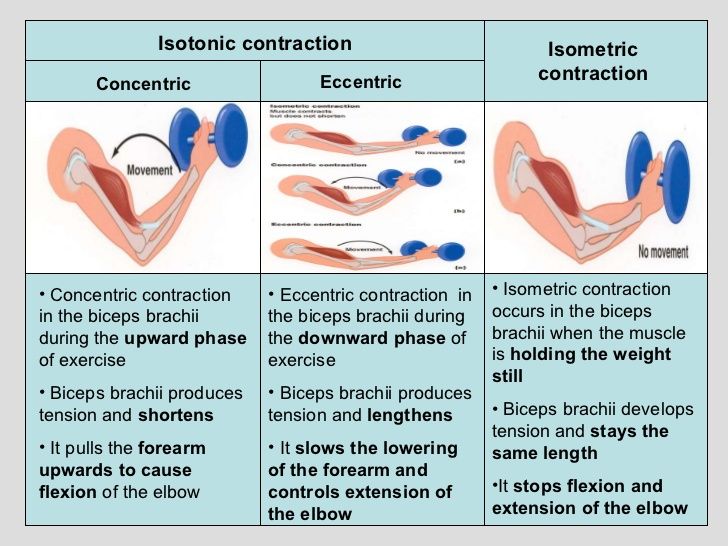 Isotonic contraction
Isometric
contraction
Concentric
Eccentric
Movement
Isometric contraction
Muscle contracts
but does not shorten
No movement
(a)
Concentric contraction
Movement
(b)
Eccentric contraction
Movement
(c)
No movement
• Concentric contraction
in the biceps brachii
during the upward phase
of exercise
• Biceps brachii produces
tension and shortens
• It pulls the forearm
upwards to cause
flexion of the elbow
• Eccentric contraction in
the biceps brachii during
the downward phase of
exercise
• Biceps brachii produces
tension and lengthens
• It slows the lowering
of the forearm and
controls extension of
the elbow
• Isometric contraction
occurs in the biceps
brachii when the muscle
is holding the weight
still
• Biceps brachii develops
tension and stays the
same length
•It stops flexion and
extension of the elbow